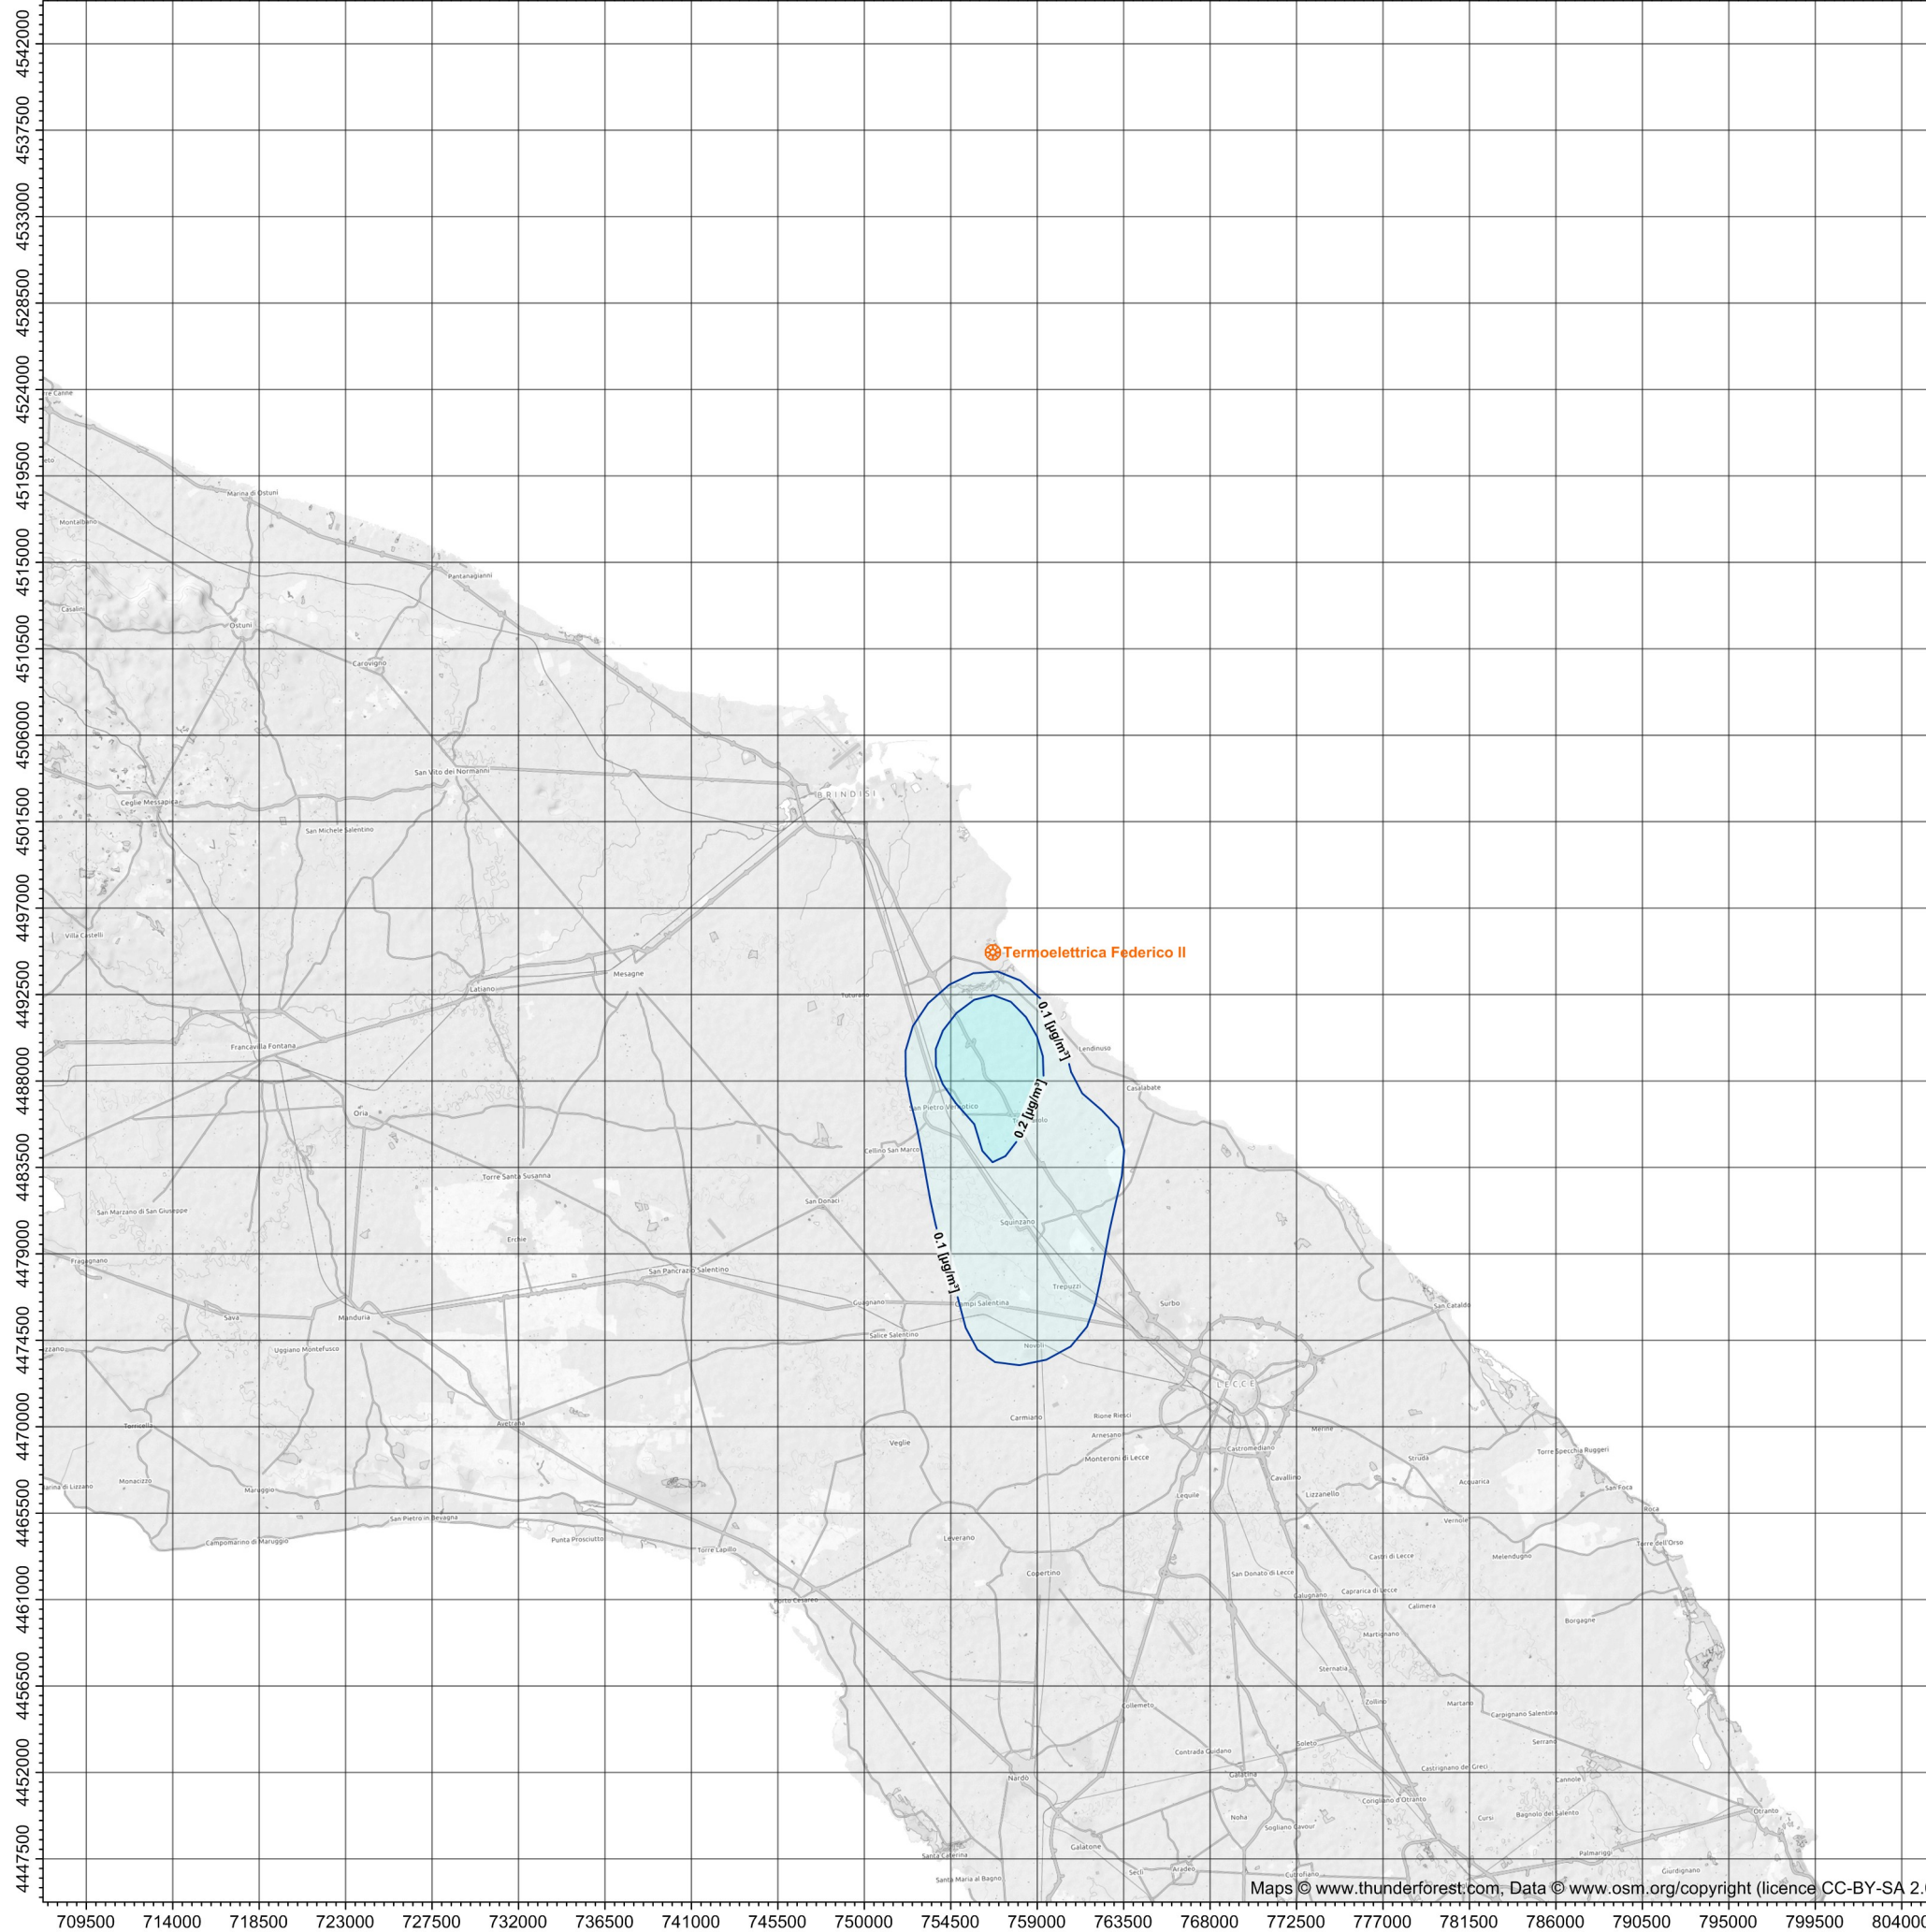 4542000
4537500
4533000
4528500
4524000
4519500
4515000
4510500
4506000
4501500
4497000
4492500
4488000
4483500
4479000
4474500
4470000
4465500
4461000
4456500
4452000
4447500
Marina di Ostuni
Montalbano
Pantanagianni
Casalini
Ostuni
Carovigno
San Vito dei Normanni
BRINDISI
Ceglie Messapica
San Michele Salentino
Villa Castelli
Termoelettrica Federico II
Mesagne
Latiano
Tuturano
0.1 [µg/m³]
Francavilla Fontana
Lendinuso
Casalabate
San Pietro Vernotico
0.2 [µg/m³]
Oria
Cellino San Marco
Torre Santa Susanna
San Donaci
San Marzano di San Giuseppe
Squinzano
Erchie
0.1 [µg/m³]
Fragagnano
San Pancrazio Salentino
Trepuzzi
Guagnano
Campi Salentina
Surbo
San Cataldo
Sava
Manduria
Salice Salentino
Uggiano Montefusco
Novoli
LECCE
Carmiano
Rione Riesci
Torricella
Avetrana
Merine
Arnesano
Veglie
Castromediano
Torre Specchia Ruggeri
Monteroni di Lecce
Struda
Cavallino
Acquarica
Monacizzo
Maruggio
San Foca
Lequile
Lizzanello
Roca
San Pietro in Bevagna
Vernole
Campomarino di Maruggio
Punta Prosciutto
Leverano
Torre dell'Orso
Torre Lapillo
Castri di Lecce
Melendugno
Copertino
San Donato di Lecce
Caprarica di Lecce
Galugnano
Porto Cesareo
Calimera
Borgagne
Martignano
Sternatia
Zollino
Martano
Collemeto
Carpignano Salentino
Soleto
Serrano
Contrada Guidano
Castrignano de' Greci
Galatina
Nardò
Cannole
Corigliano d'Otranto
Otranto
Noha
Cursi
Bagnolo del Salento
Sogliano Cavour
Galatone
Palmariggi
Santa Caterina
Seclì
Aradeo
Cutrofiano
Giurdignano
Santa Maria al Bagno
Maps © www.thunderforest.com, Data © www.osm.org/copyright (licence CC-BY-SA 2.
709500 714000 718500 723000 727500 732000 736500 741000 745500 750000 754500 759000 763500 768000 772500 777000 781500 786000 790500 795000 799500 80400